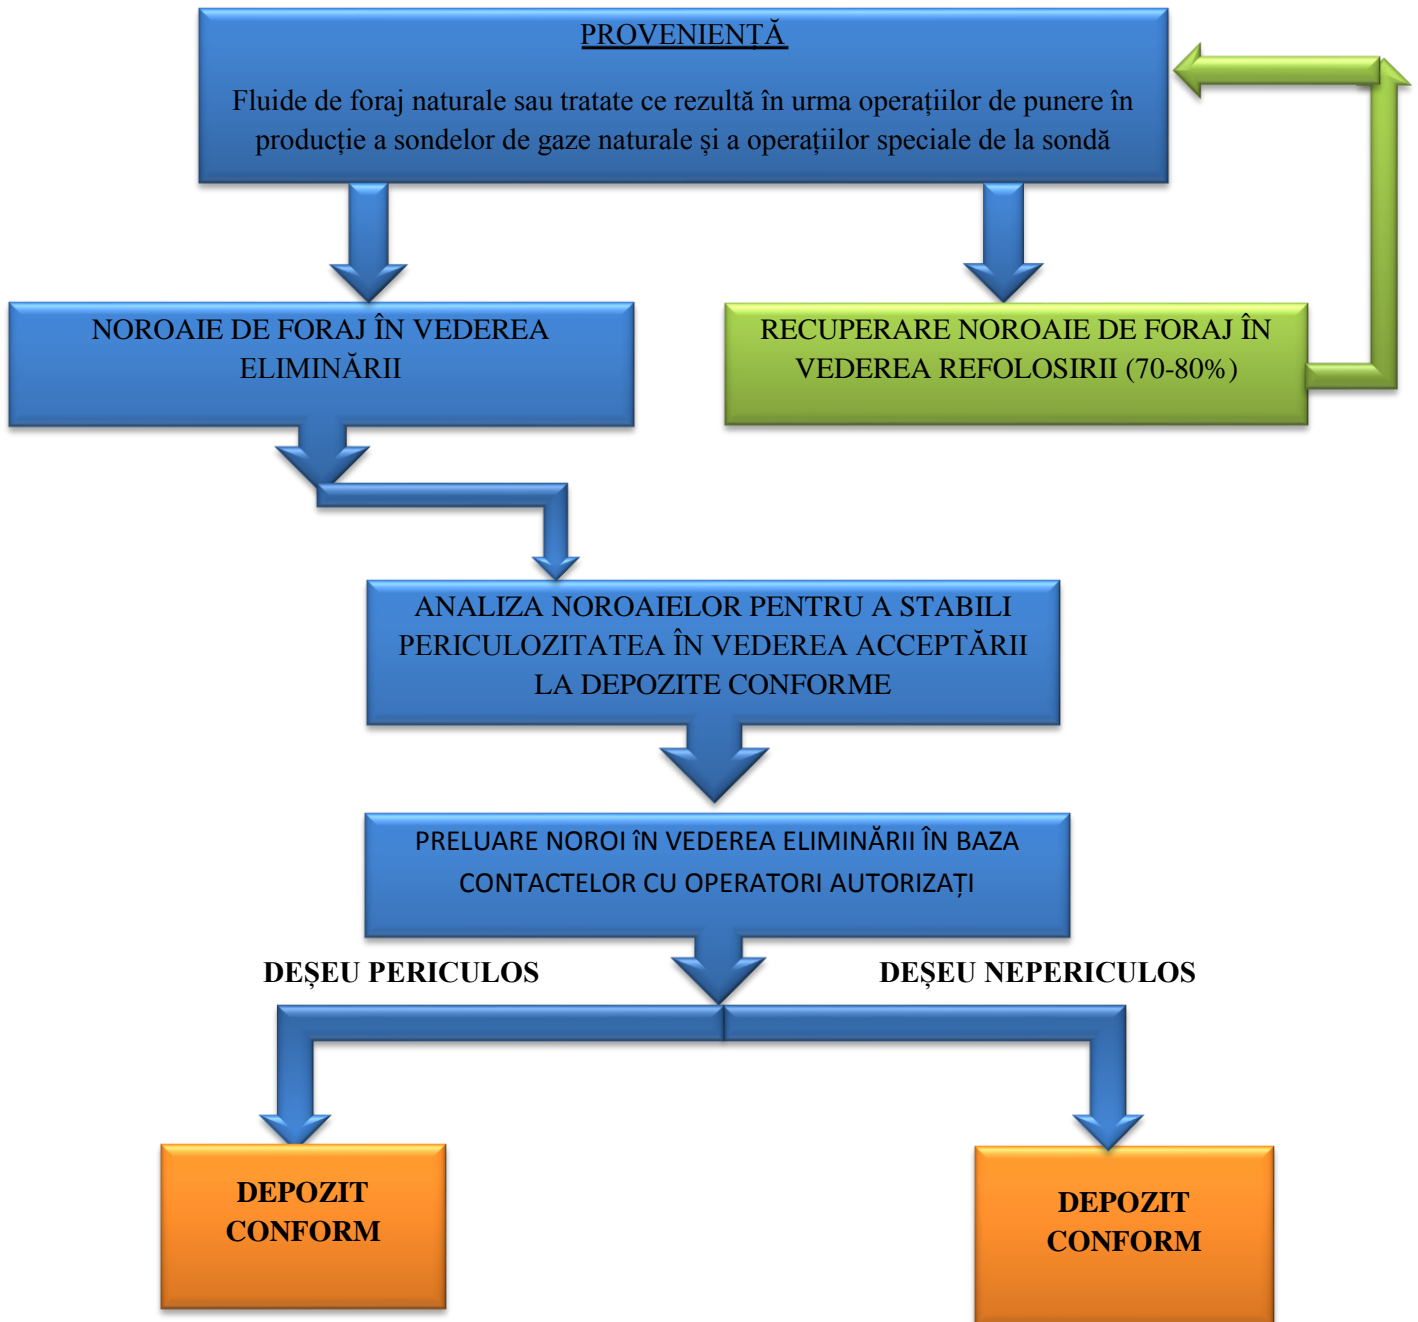 PROVENIENȚĂ
Fluide de foraj naturale sau tratate ce rezultă în urma operațiilor de punere în
producție a sondelor de gaze naturale și a operațiilor speciale de la sondă
NOROAIE DE FORAJ ÎN VEDEREA
ELIMINĂRII
RECUPERARE NOROAIE DE FORAJ ÎN
VEDEREA REFOLOSIRII (70-80%)
ANALIZA NOROAIELOR PENTRU A STABILI
PERICULOZITATEA ÎN VEDEREA ACCEPTĂRII
LA DEPOZITE CONFORME
PRELUARE NOROI îN VEDEREA ELIMINĂRII ÎN BAZA
CONTACTELOR CU OPERATORI AUTORIZAȚI
DEȘEU PERICULOS
DEȘEU NEPERICULOS
DEPOZIT
CONFORM
DEPOZIT
CONFORM